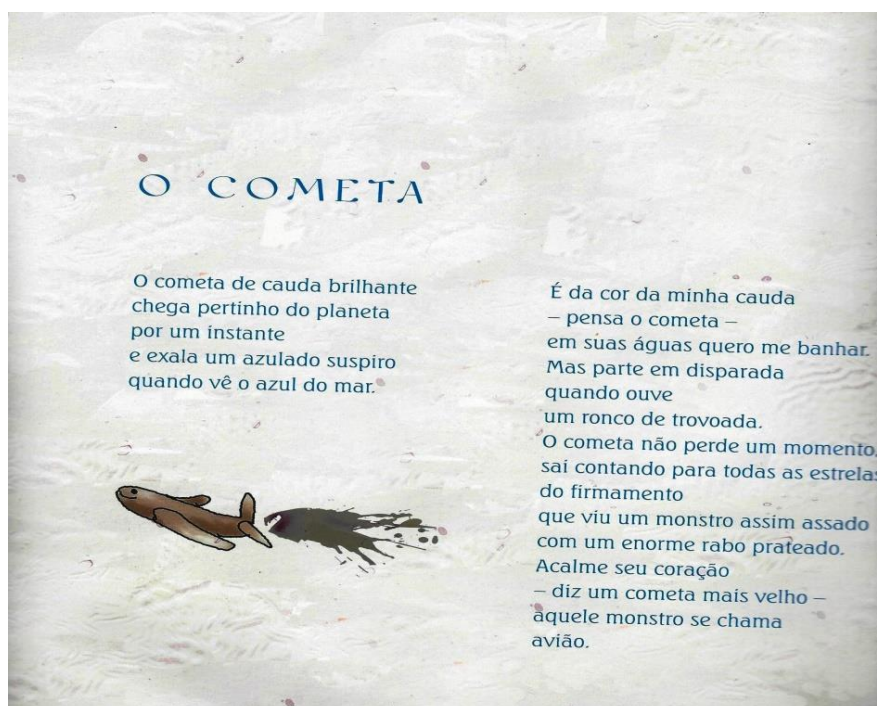 O COMETA
O cometa de cauda brilhante
chega pertinho do planeta
por um instante
e exala um azulado suspiro
quando vê o azul do mar.
É da cor da minha cauda
– pensa o cometa –
em suas águas quero me banhar.
Mas parte em disparada
quando ouve
um ronco de trovoada.
O cometa não perde um momento,
sai contando para todas as estrelas
do firmamento
que viu um monstro assim assado
com um enorme rabo prateado.
Acalme seu coração
– diz um cometa mais velho –
aquele monstro se chama
avião.